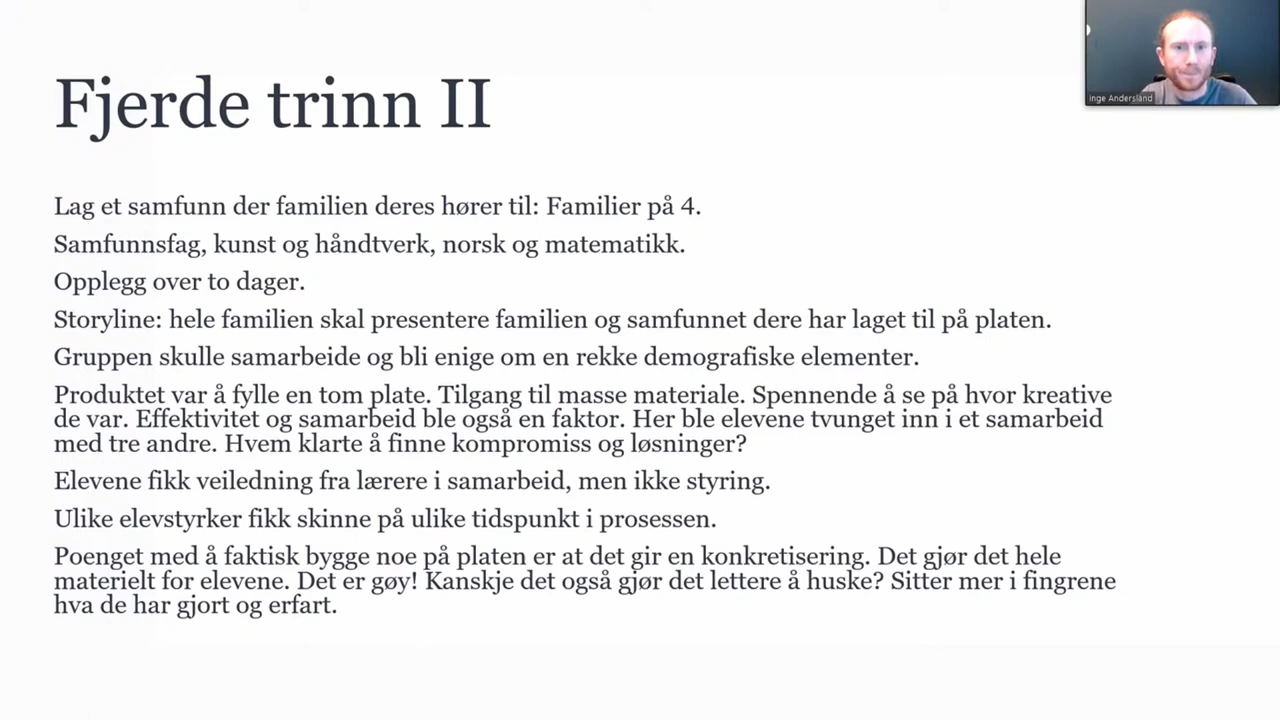 Fjerde trinn II
Inge Andersland
Lag et samfunn der familien deres hører til: Familier på 4.
Samfunnsfag, kunst og håndtverk, norsk og matematikk.
Opplegg over to dager.
Storyline: hele familien skal presentere familien og samfunnet dere har laget til på platen.
Gruppen skulle samarbeide og bli enige om en rekke demografiske elementer.
Produktet var å fylle en tom plate. Tilgang til masse materiale. Spennende å se på hvor kreative
de var. Effektivitet og samarbeid ble også en faktor. Her ble elevene tvunget inn i et samarbeid
med tre andre. Hvem klarte å finne kompromiss og løsninger?
Elevene fikk veiledning fra lærere i samarbeid, men ikke styring.
Ulike elevstyrker fikk skinne på ulike tidspunkt i prosessen.
Poenget med å faktisk bygge noe på platen er at det gir en konkretisering. Det gjør det hele
materielt for elevene. Det er gøy! Kanskje det også gjør det lettere å huske? Sitter mer i fingrene
hva de har gjort og erfart.